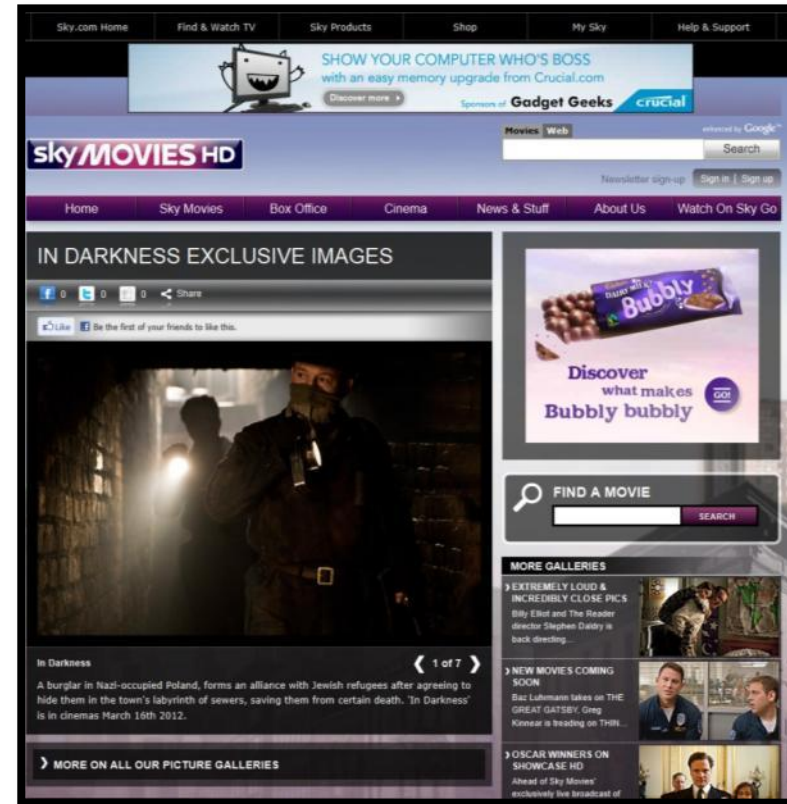 Sky.com Home Find & Watch TV Sky Products Shop My Sky Help & Support
SHOW YOUR COMPUTER WHO'S BOSS
with an easy memory upgrade from Crucial.com
Discover more
Sponsors of Gadget Geeks crucial
Movies Web
enhanced by Google™
Search
sky MOVIES HD
Newsletter sign-up Sign in | Sign up
Home Sky Movies Box Office Cinema News & Stuff About Us Watch On Sky Go
IN DARKNESS EXCLUSIVE IMAGES
0 0 0 Share
Like Be the first of your friends to like this.
In Darkness
1 of 7
A burglar in Nazi-occupied Poland, forms an alliance with Jewish refugees after agreeing to
hide them in the town's labyrinth of sewers, saving them from certain death. 'In Darkness'
is in cinemas March 16th 2012.
MORE ON ALL OUR PICTURE GALLERIES
Cadbury
DAIRY MILK
Bubbly
Discover
what makes
Bubbly bubbly
GO!
FIND A MOVIE
SEARCH
MORE GALLERIES
EXTREMELY LOUD &
INCREDIBLY CLOSE PICS
Billy Elliot and The Reader
director Stephen Daldry is
back directing...
NEW MOVIES COMING
SOON
Baz Luhrmann takes on THE
GREAT GATSBY, Greg
Kinnear is treading on THIN...
OSCAR WINNERS ON
SHOWCASE HD
Ahead of Sky Movies'
exclusively live broadcast of